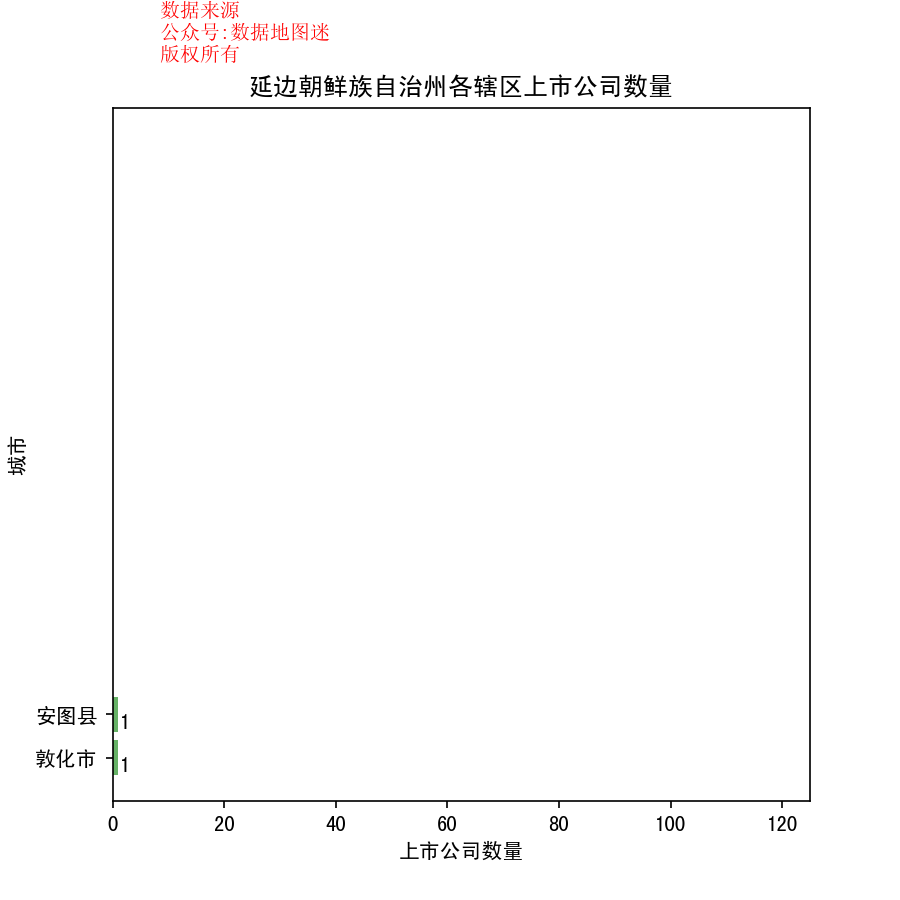 数据来源
公众号:数据地图迷
版权所有
延边朝鲜族自治州各辖区上市公司数量
城市
安图县
1
敦化市
1
0 20 40 60 80 100 120
上市公司数量